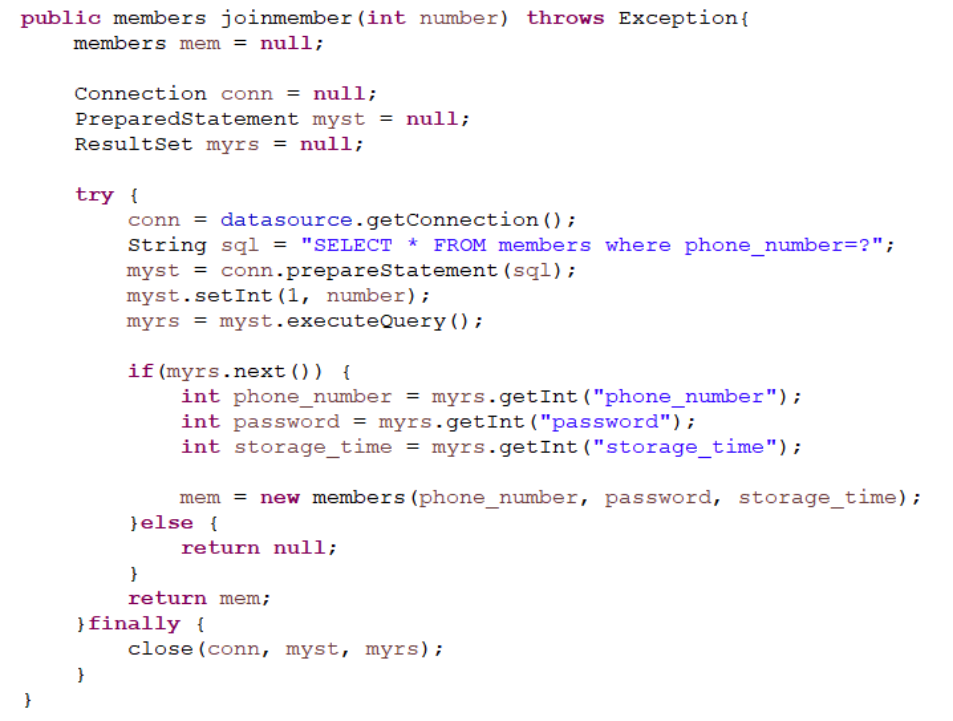 public members joinmember(int number) throws Exception{
    members mem = null;

    Connection conn = null;
    PreparedStatement myst = null;
    ResultSet myrs = null;

    try {
        conn = datasource.getConnection();
        String sql = "SELECT * FROM members where phone_number=?";
        myst = conn.prepareStatement(sql);
        myst.setInt(1, number);
        myrs = myst.executeQuery();

        if(myrs.next()) {
            int phone_number = myrs.getInt("phone_number");
            int password = myrs.getInt("password");
            int storage_time = myrs.getInt("storage_time");

            mem = new members(phone_number, password, storage_time);
        }else {
            return null;
        }
        return mem;
    }finally {
        close(conn, myst, myrs);
    }
}